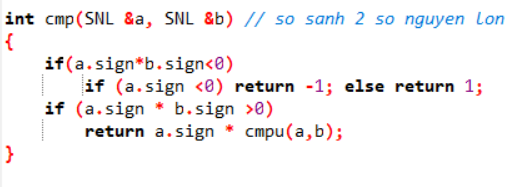 int cmp(SNL &a, SNL &b) // so sanh 2 so nguyen lon
{
if(a.sign*b.sign<0)
if (a.sign <0) return -1; else return 1;
if (a.sign * b.sign >0)
return a.sign * cmpu(a,b);
}